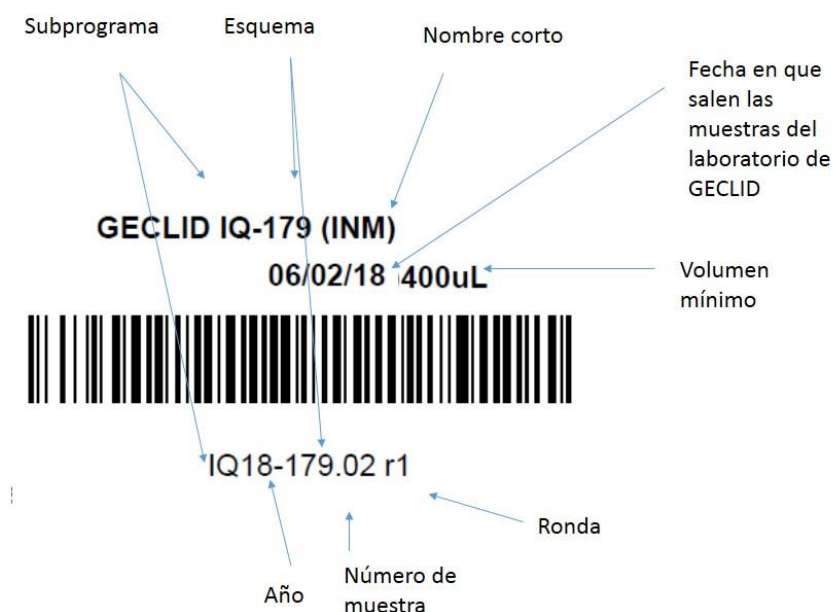 Subprograma
Esquema
Nombre corto
Fecha en que
salen las
muestras del
laboratorio de
GECLID
GECLID IQ-179 (INM)
06/02/18 400uL
Volumen
mínimo
IQ18-179.02 r1
Ronda
Año
Número de
muestra